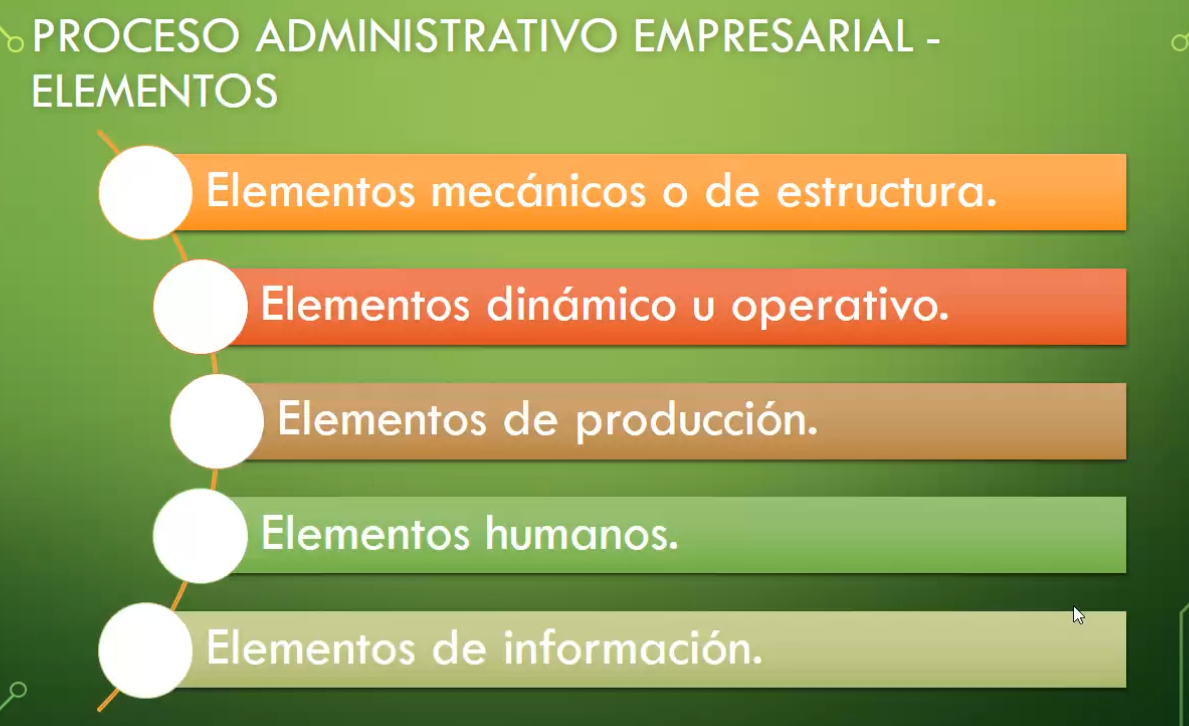 PROCESO ADMINISTRATIVO EMPRESARIAL -
ELEMENTOS
Elementos mecánicos o de estructura.
Elementos dinámico u operativo.
Elementos de producción.
Elementos humanos.
Elementos de información.